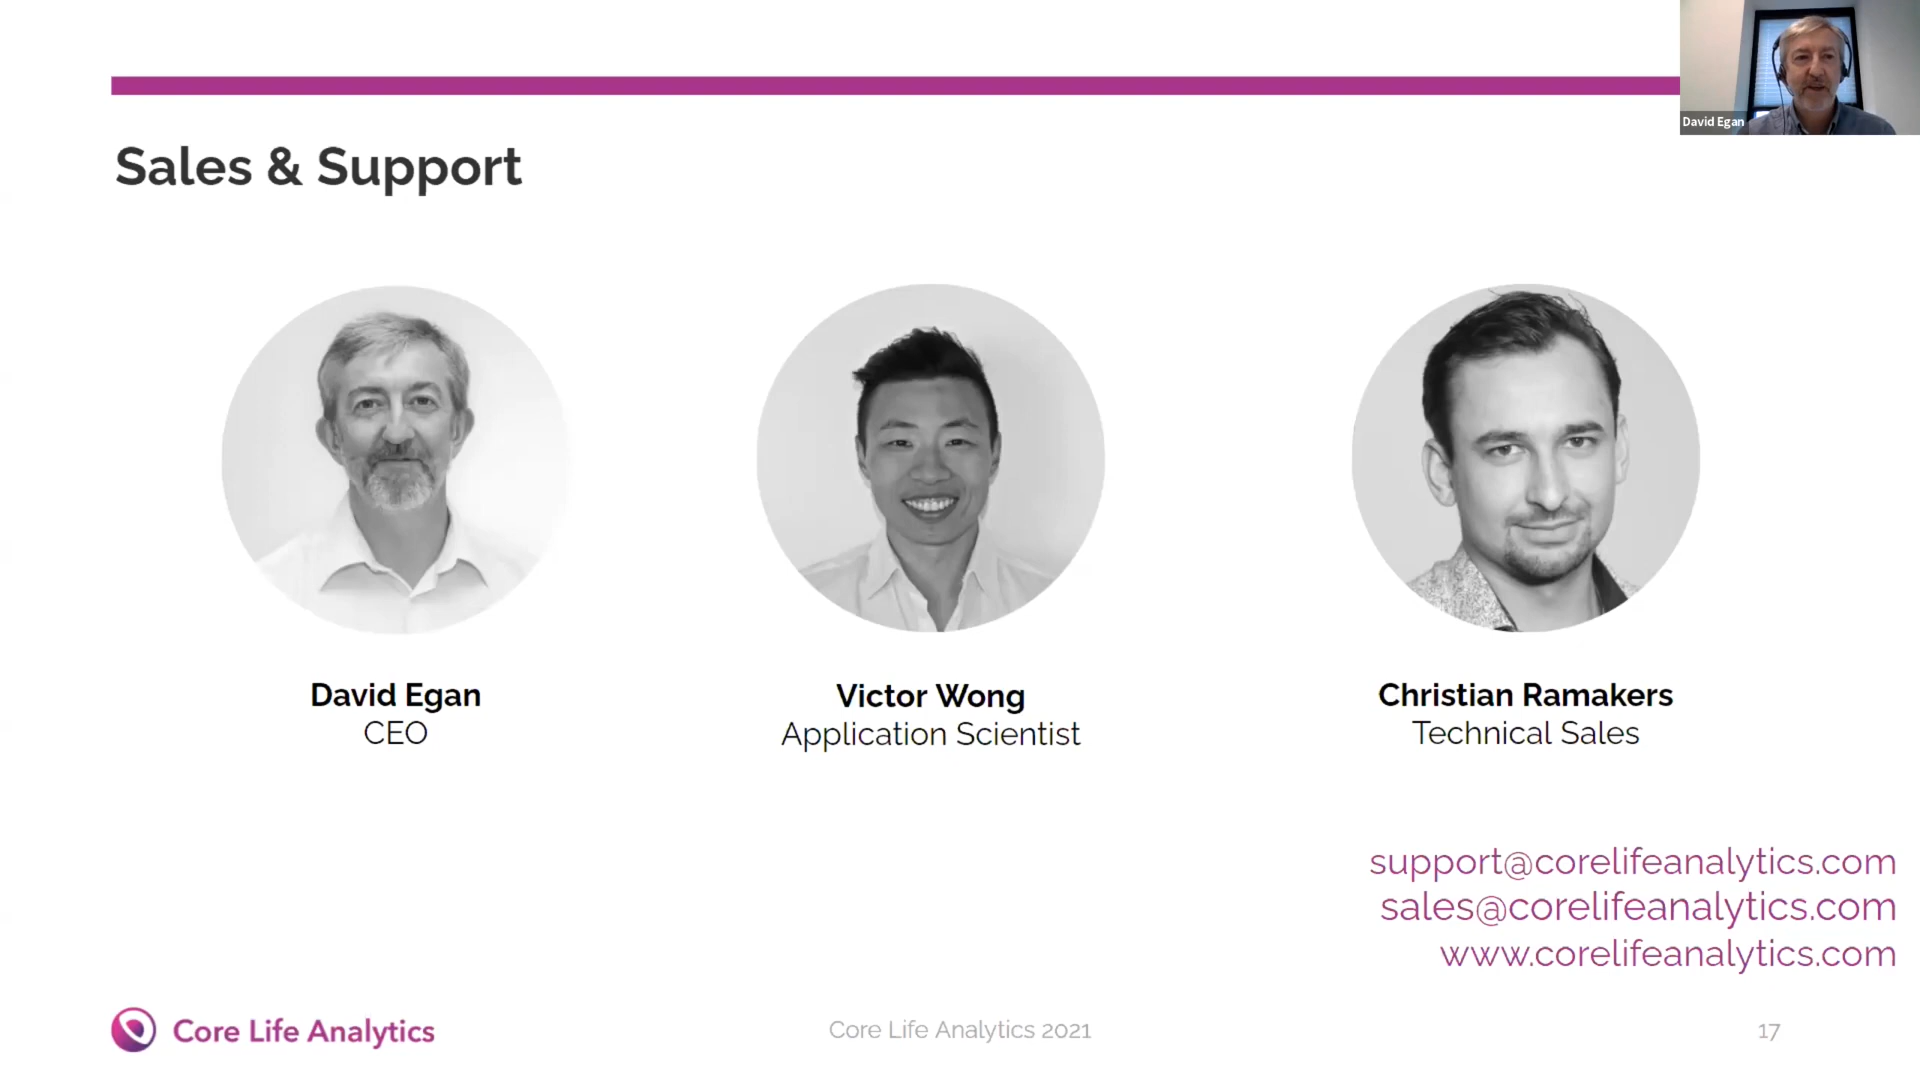 David Egan
Sales & Support
David Egan
CEO
Victor Wong
Application Scientist
Christian Ramakers
Technical Sales
support@corelifeanalytics.com
sales@corelifeanalytics.com
www.corelifeanalytics.com
Core Life Analytics
Core Life Analytics 2021
17